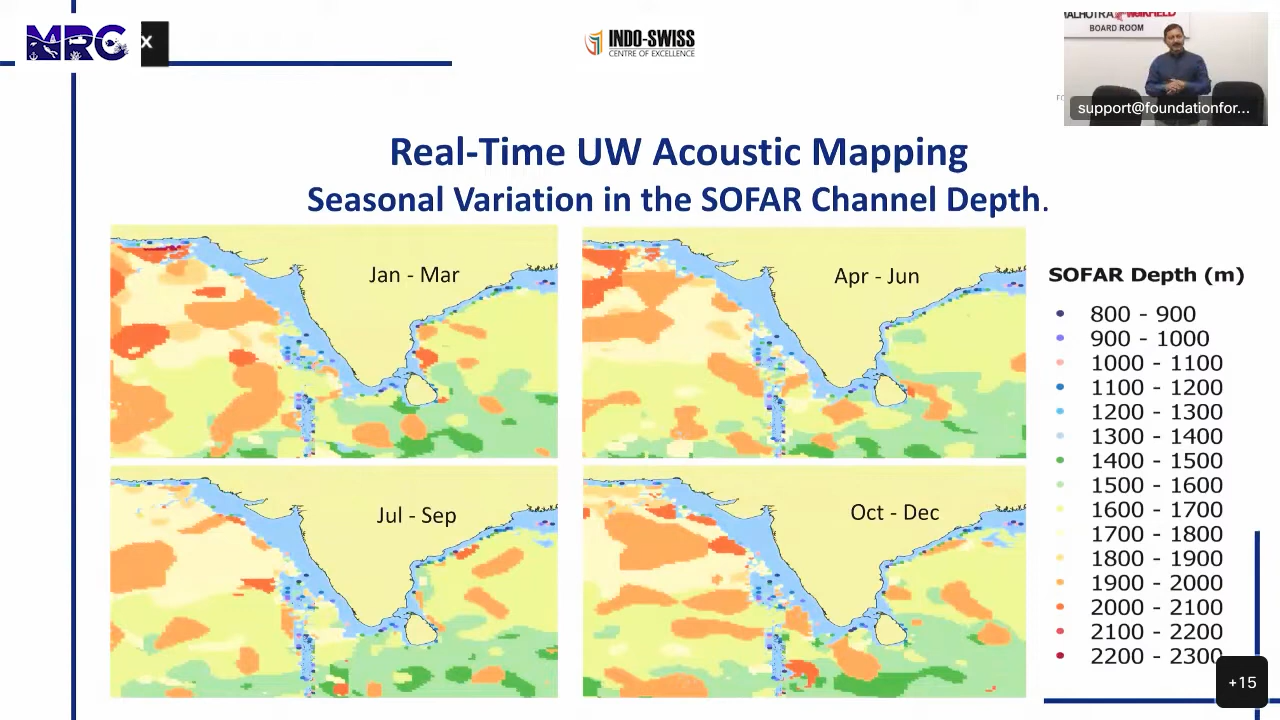 MRC
x
INDO-SWISS
CENTRE OF EXCELLENCE
BOARD ROOM
support@foundationfor...
Real-Time UW Acoustic Mapping
Seasonal Variation in the SOFAR Channel Depth.
Jan - Mar
Apr - Jun
Jul - Sep
Oct - Dec
SOFAR Depth (m)
800 - 900
900 - 1000
1000 - 1100
1100 - 1200
1200 - 1300
1300 - 1400
1400 - 1500
1500 - 1600
1600 - 1700
1700 - 1800
1800 - 1900
1900 - 2000
2000 - 2100
2100 - 2200
2200 - 2300
+15